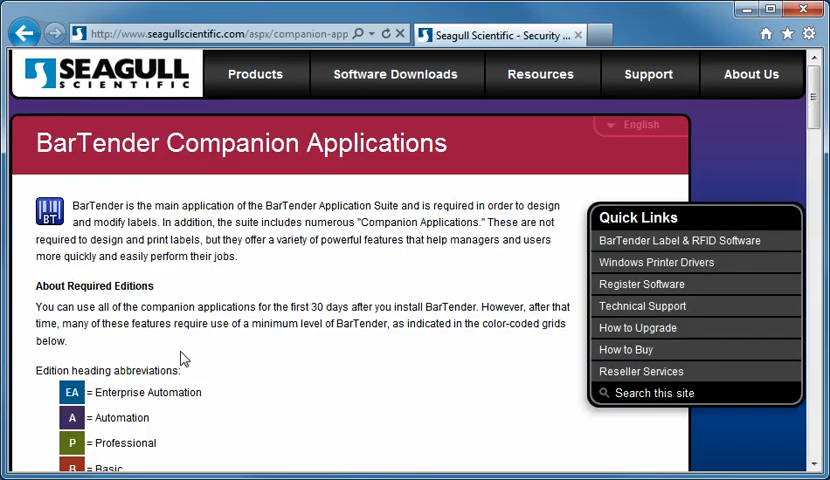 http://www.seagullscientific.com/aspx/companion-app
Seagull Scientific - Security ...
SEAGULL
SCIENTIFIC
Products
Software Downloads
Resources
Support
About Us
English
BarTender Companion Applications
BT
BarTender is the main application of the BarTender Application Suite and is required in order to design
and modify labels. In addition, the suite includes numerous "Companion Applications." These are not
required to design and print labels, but they offer a variety of powerful features that help managers and users
more quickly and easily perform their jobs.
About Required Editions
You can use all of the companion applications for the first 30 days after you install BarTender. However, after that
time, many of these features require use of a minimum level of BarTender, as indicated in the color-coded grids
below.
Edition heading abbreviations:
EA = Enterprise Automation
A = Automation
P = Professional
B = Basic
Quick Links
BarTender Label & RFID Software
Windows Printer Drivers
Register Software
Technical Support
How to Upgrade
How to Buy
Reseller Services
Search this site